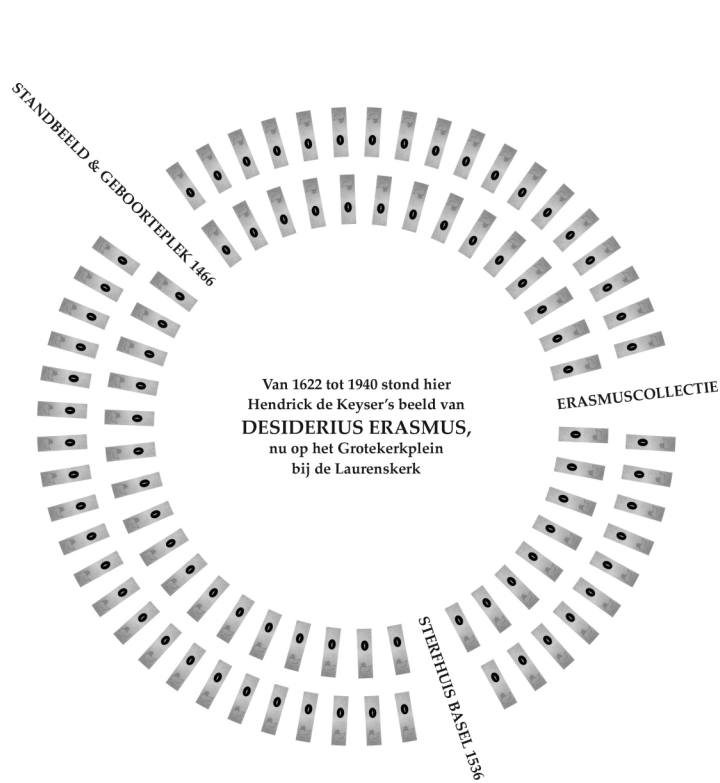 STANDBEELD & GEBOORTEPLEK 1466
Van 1622 tot 1940 stond hier
Hendrick de Keyser's beeld van
DESIDERIUS ERASMUS,
nu op het Grotekerkplein
bij de Laurenskerk
ERASMUSCOLLECTIE
STERFHUIS BASEL 1536